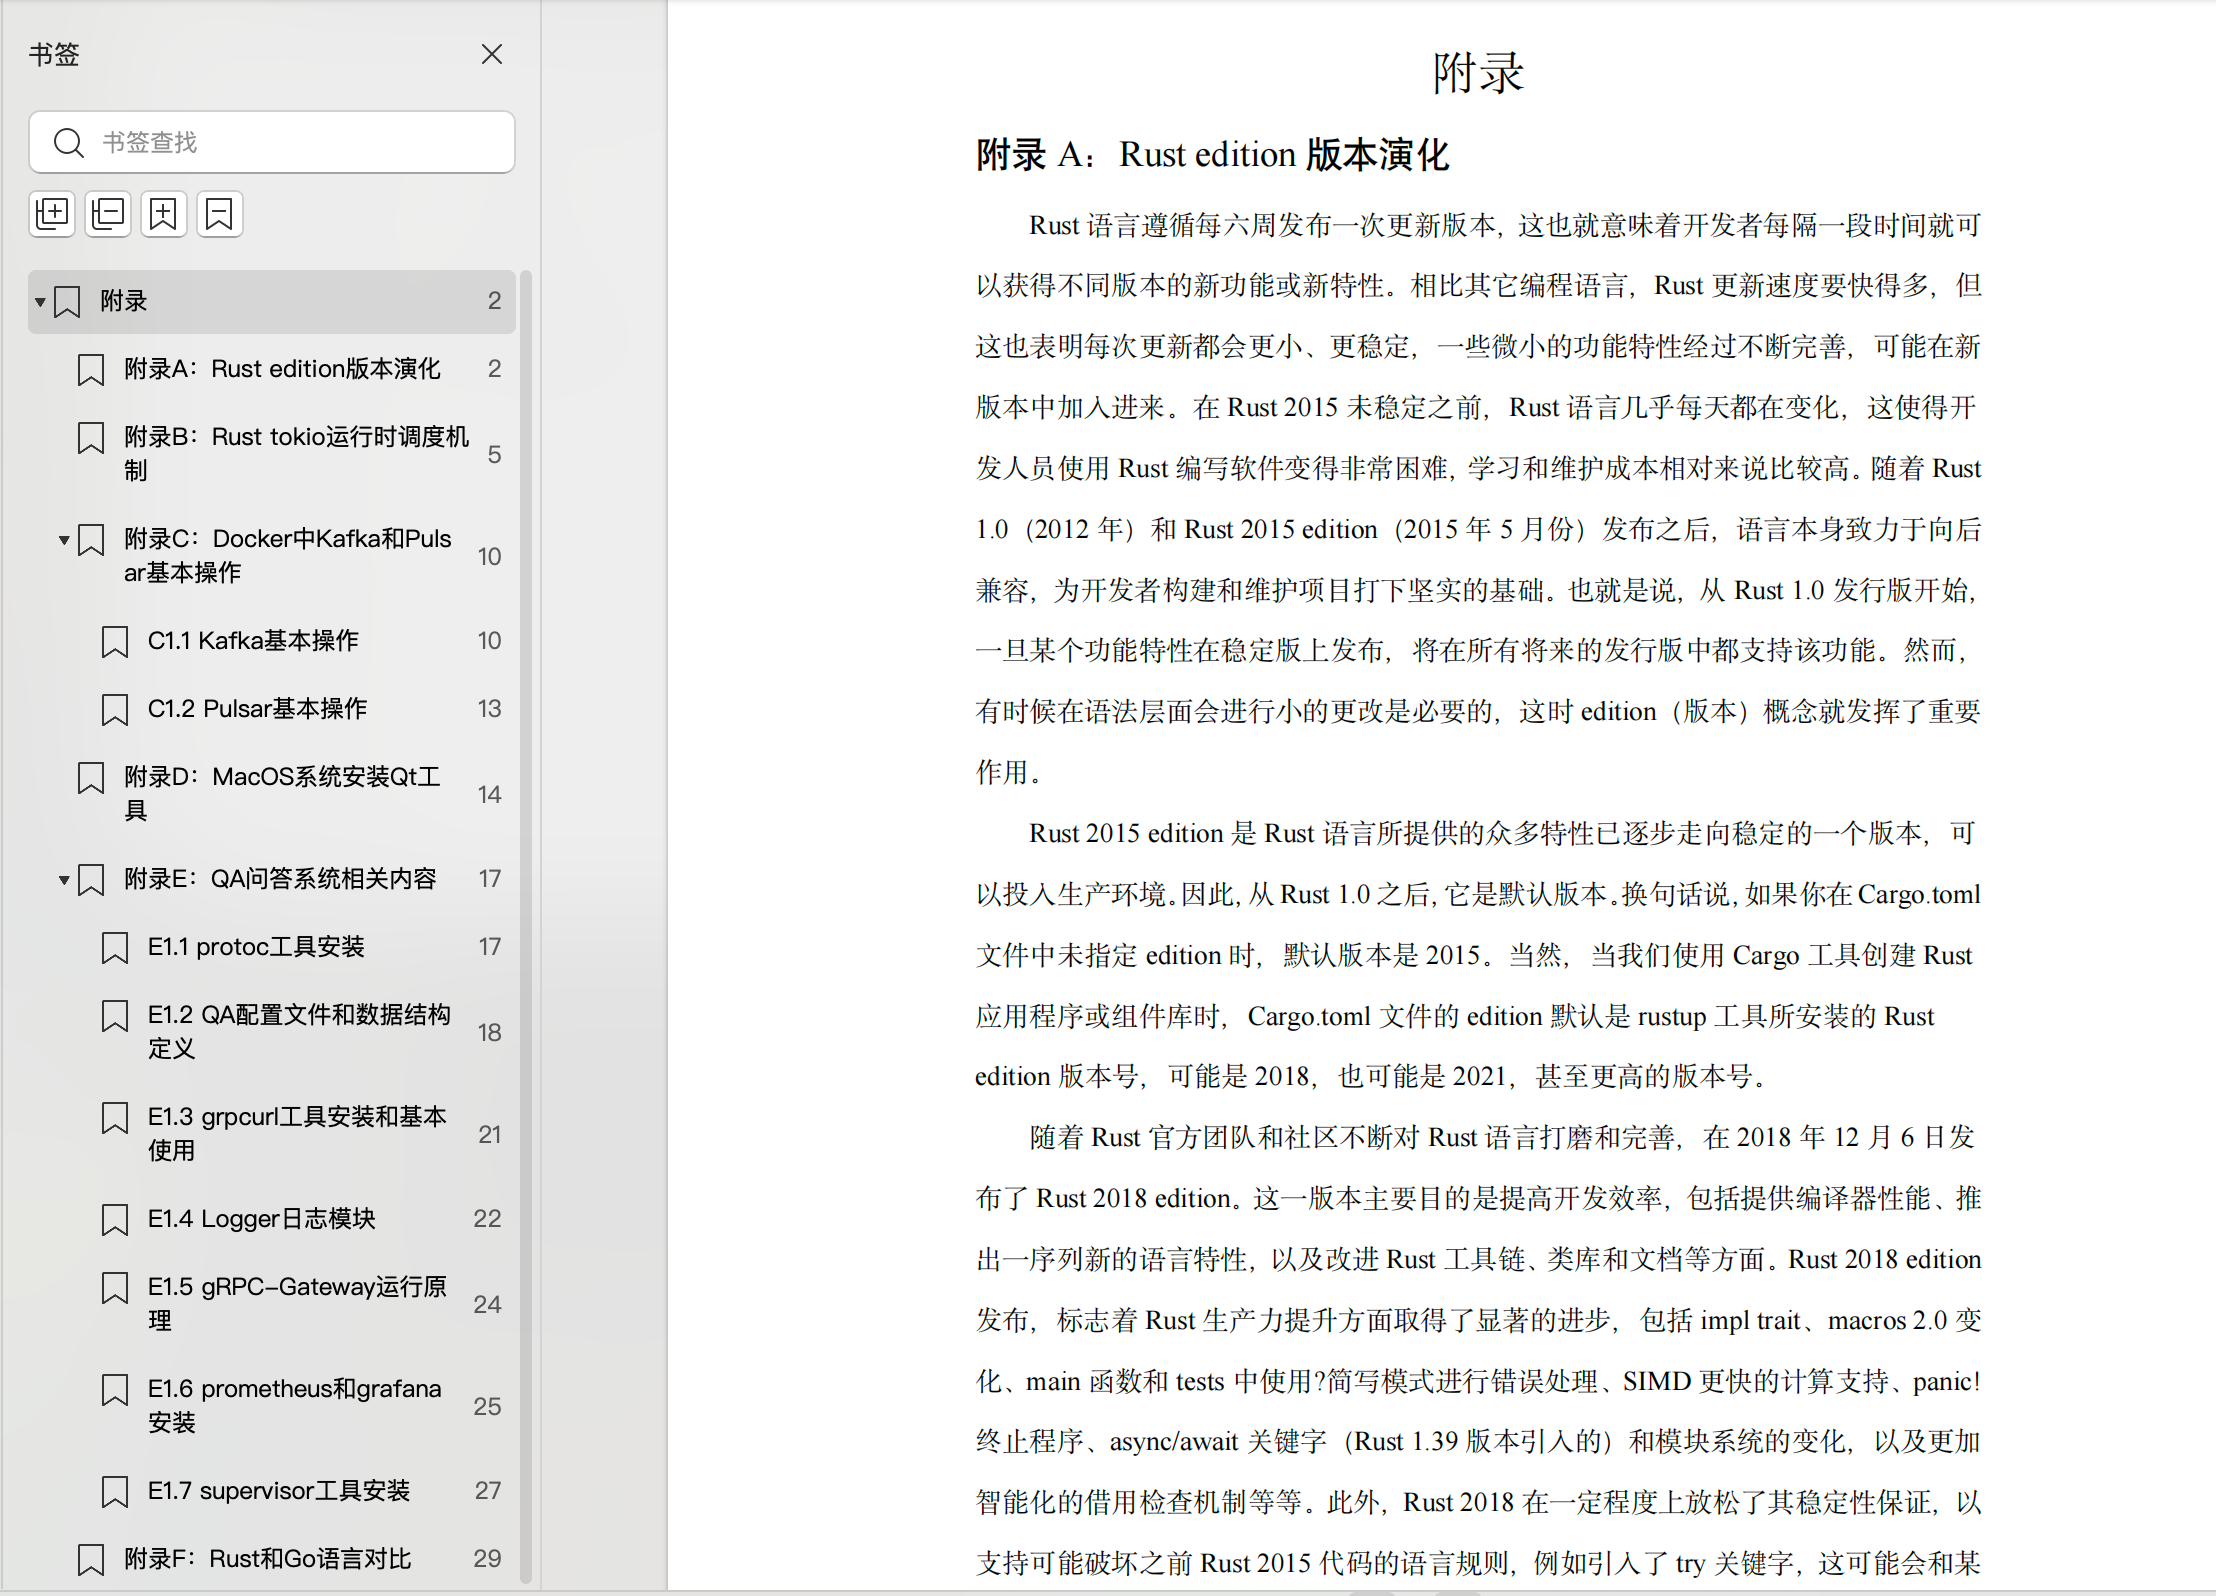 书签
书签查找
附录 2
附录A：Rust edition版本演化 2
附录B：Rust tokio运行时调度机
制 5
附录C：Docker中Kafka和Puls
ar基本操作 10
C1.1 Kafka基本操作 10
C1.2 Pulsar基本操作 13
附录D：MacOS系统安装Qt工
具 14
附录E：QA问答系统相关内容 17
E1.1 protoc工具安装 17
E1.2 QA配置文件和数据结构
定义 18
E1.3 grpcurl工具安装和基本
使用 21
E1.4 Logger日志模块 22
E1.5 gRPC-Gateway运行原
理 24
E1.6 prometheus和grafana
安装 25
E1.7 supervisor工具安装 27
附录F：Rust和Go语言对比 29
附录
附录 A：Rust edition 版本演化
Rust 语言遵循每六周发布一次更新版本，这也就意味着开发者每隔一段时间就可
以获得不同版本的新功能或新特性。相比其它编程语言，Rust 更新速度要快得多，但
这也表明每次更新都会更小、更稳定，一些微小的功能特性经过不断完善，可能在新
版本中加入进来。在 Rust 2015 未稳定之前，Rust 语言几乎每天都在变化，这使得开
发人员使用 Rust 编写软件变得非常困难，学习和维护成本相对来说比较高。随着 Rust
1.0（2012 年）和 Rust 2015 edition（2015 年 5 月份）发布之后，语言本身致力于向后
兼容，为开发者构建和维护项目打下坚实的基础。也就是说，从 Rust 1.0 发行版开始，
一旦某个功能特性在稳定版上发布，将在所有将来的发行版中都支持该功能。然而，
有时候在语法层面会进行小的更改是必要的，这时 edition（版本）概念就发挥了重要
作用。
Rust 2015 edition 是 Rust 语言所提供的众多特性已逐步走向稳定的一个版本，可
以投入生产环境。因此，从 Rust 1.0 之后，它是默认版本。换句话说，如果你在 Cargo.toml
文件中未指定 edition 时，默认版本是 2015。当然，当我们使用 Cargo 工具创建 Rust
应用程序或组件库时，Cargo.toml 文件的 edition 默认是 rustup 工具所安装的 Rust
edition 版本号，可能是 2018，也可能是 2021，甚至更高的版本号。
随着 Rust 官方团队和社区不断对 Rust 语言打磨和完善，在 2018 年 12 月 6 日发
布了 Rust 2018 edition。这一版本主要目的是提高开发效率，包括提供编译器性能、推
出一序列新的语言特性，以及改进 Rust 工具链、类库和文档等方面。Rust 2018 edition
发布，标志着 Rust 生产力提升方面取得了显著的进步，包括 impl trait、macros 2.0 变
化、main 函数和 tests 中使用?简写模式进行错误处理、SIMD 更快的计算支持、panic!
终止程序、async/await 关键字（Rust 1.39 版本引入的）和模块系统的变化，以及更加
智能化的借用检查机制等等。此外，Rust 2018 在一定程度上放松了其稳定性保证，以
支持可能破坏之前 Rust 2015 代码的语言规则，例如引入了 try 关键字，这可能会和某